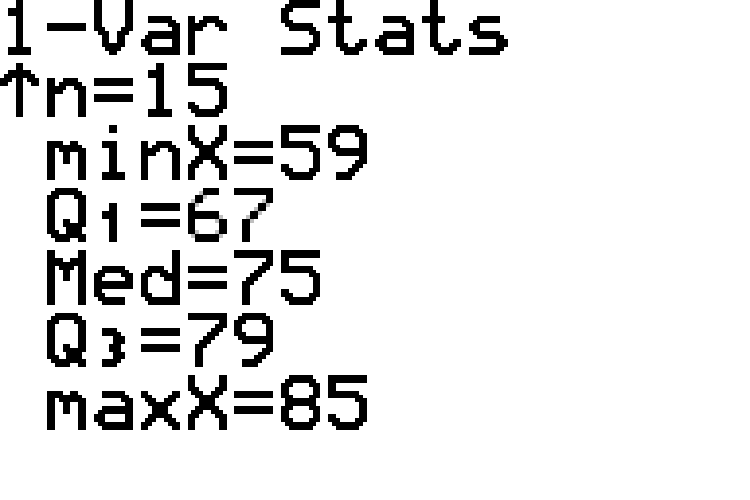 1-Var Stats
↑n=15
minX=59
Q₁=67
Med=75
Q₃=79
maxX=85